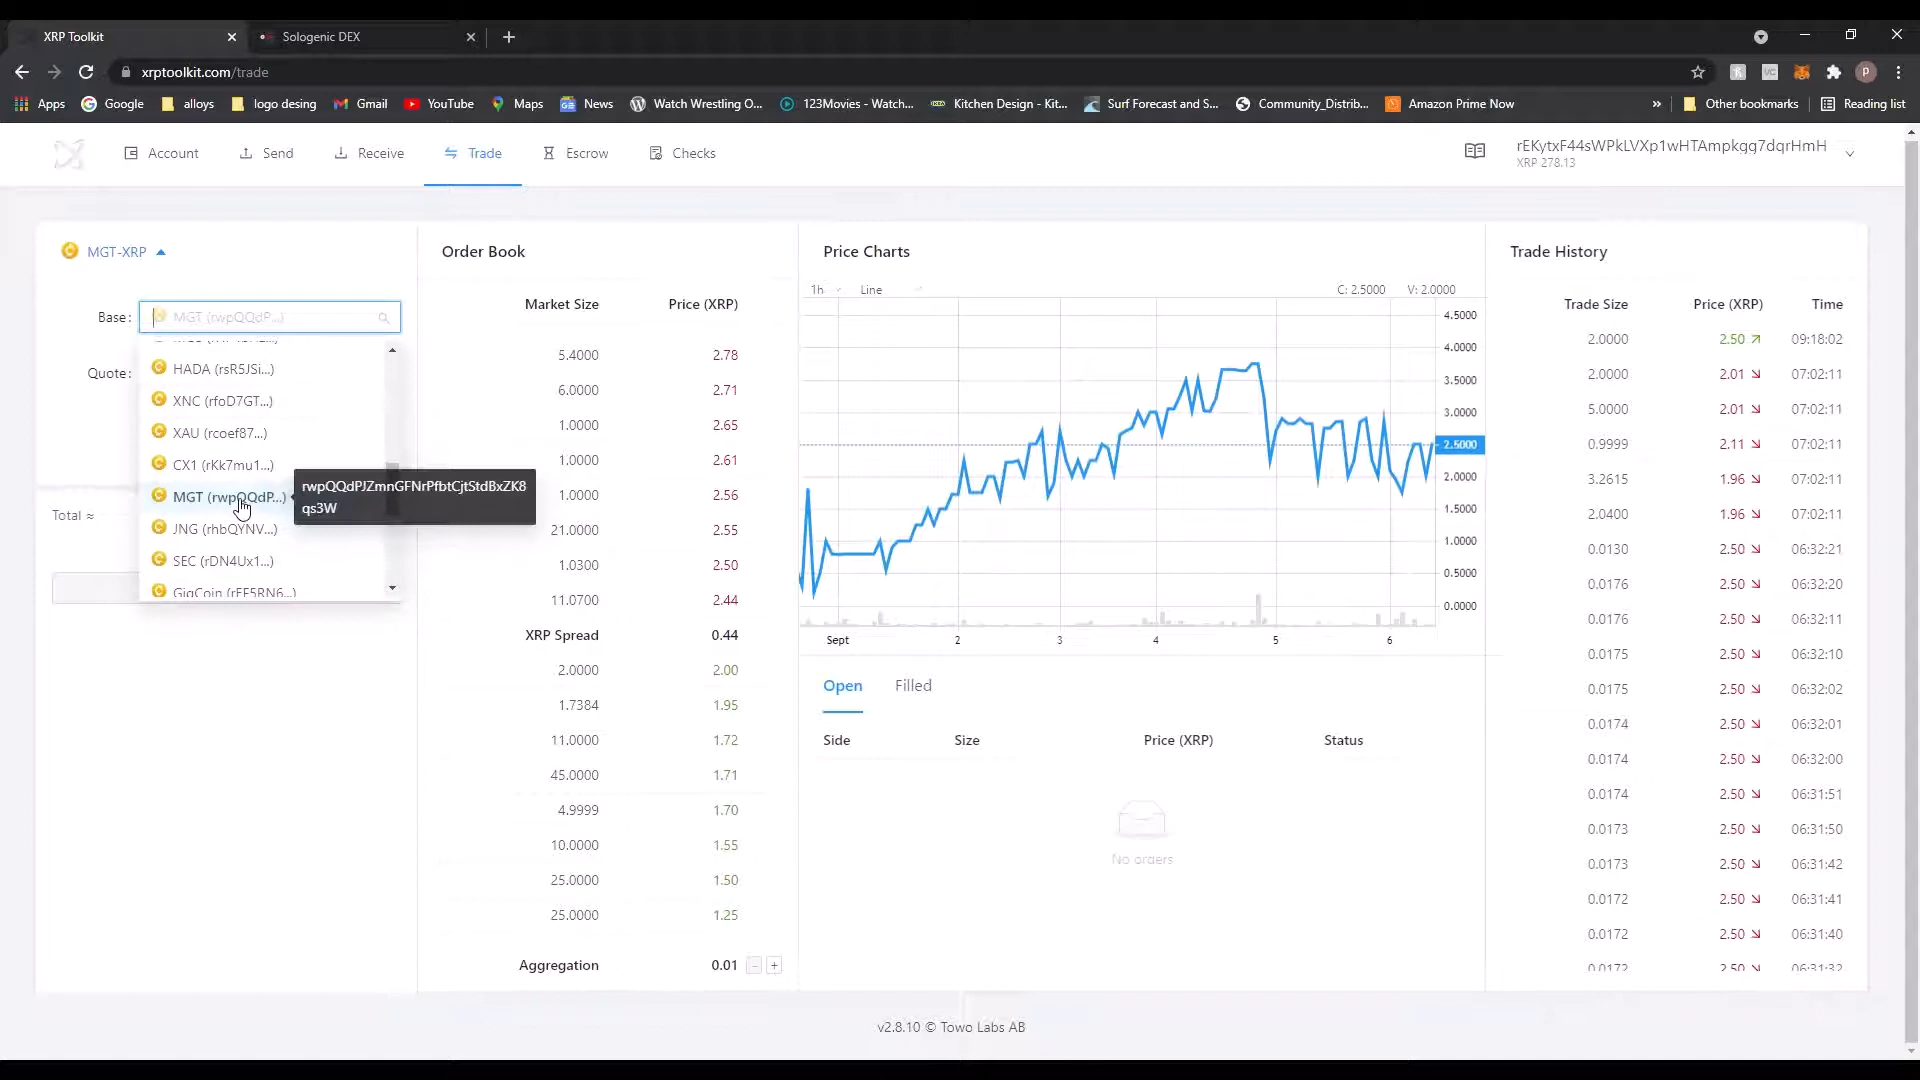 XRP Toolkit
Sologenic DEX
xrptoolkit.com/trade
Apps
Google
alloys
logo desing
Gmail
YouTube
Maps
News
Watch Wrestling O...
123Movies - Watch...
Kitchen Design - Kit...
Surf Forecast and S...
Community_Distrib...
Amazon Prime Now
»
Other bookmarks
Reading list
Account
Send
Receive
Trade
Escrow
Checks
rEKytxF44sWPkLVXp1wHTAmpkgg7dqrHmH
XRP 278.13
MGT-XRP
Base:
MGT (rwpQQdP...)
HADA (rsR5JSi...)
Quote:
XNC (rfoD7GT...)
XAU (rcoef87...)
CX1 (rKk7mu1...)
MGT (rwpQQdP...)
rwpQQdPJZmnGFNrPfbtCjtStdBxZK8
qs3W
Total ≈
JNG (rhbQYNV...)
SEC (rDN4Ux1...)
GigCoin (rEF5RN6...)
Order Book
Market Size Price (XRP)
5.4000 2.78
6.0000 2.71
1.0000 2.65
1.0000 2.61
1.0000 2.56
21.0000 2.55
1.0300 2.50
11.0700 2.44
XRP Spread 0.44
2.0000 2.00
1.7384 1.95
11.0000 1.72
45.0000 1.71
4.9999 1.70
10.0000 1.55
25.0000 1.50
25.0000 1.25
Aggregation 0.01 - +
Price Charts
1h Line C: 2.5000 V: 2.0000
4.5000
4.0000
3.5000
3.0000
2.5000
2.0000
1.5000
1.0000
0.5000
0.0000
Sept 2 3 4 5 6
Open Filled
Side Size Price (XRP) Status
No orders
Trade History
Trade Size Price (XRP) Time
2.0000 2.50 09:18:02
2.0000 2.01 07:02:11
5.0000 2.01 07:02:11
0.9999 2.11 07:02:11
3.2615 1.96 07:02:11
2.0400 1.96 07:02:11
0.0130 2.50 06:32:21
0.0176 2.50 06:32:20
0.0176 2.50 06:32:11
0.0175 2.50 06:32:10
0.0175 2.50 06:32:02
0.0174 2.50 06:32:01
0.0174 2.50 06:32:00
0.0174 2.50 06:31:51
0.0173 2.50 06:31:50
0.0173 2.50 06:31:42
0.0172 2.50 06:31:41
0.0172 2.50 06:31:40
0.0172 2.50 06:31:32
v2.8.10 © Towo Labs AB